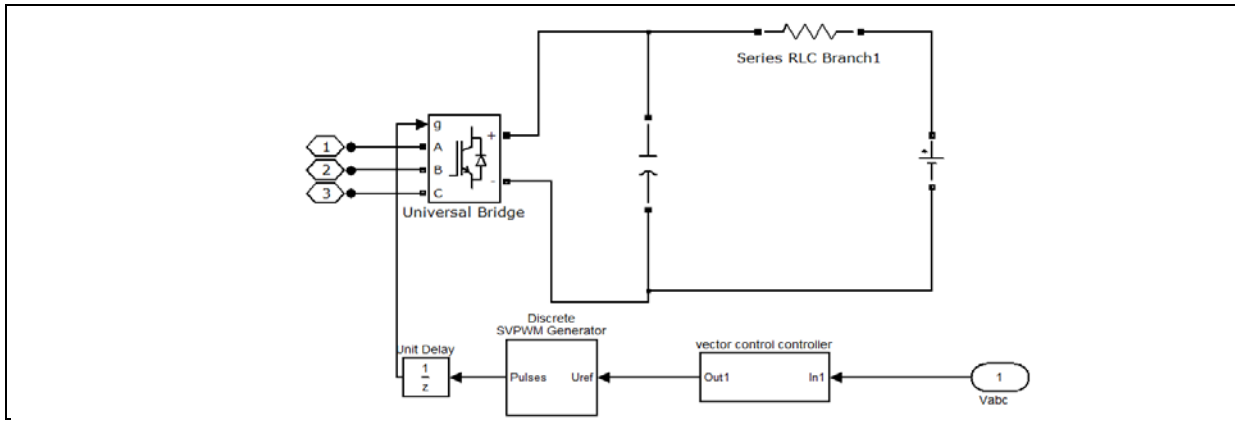 Series RLC Branch1
g
+
1
A
2
B
3
C
-
Universal Bridge
Discrete
SVPWM Generator
Unit Delay
vector control controller
1
z
Pulses
Uref
Out1
In1
1
Vabc